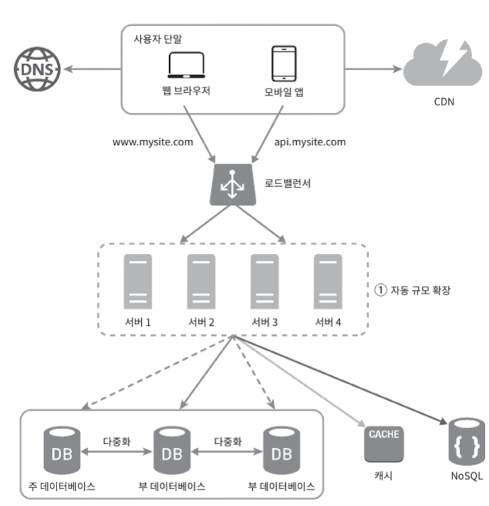 사용자 단말
DNS
웹 브라우저
모바일 앱
CDN
www.mysite.com
api.mysite.com
로드밸런서
① 자동 규모 확장
서버 1
서버 2
서버 3
서버 4
다중화
다중화
DB
DB
DB
CACHE
{ }
주 데이터베이스
부 데이터베이스
부 데이터베이스
캐시
NoSQL